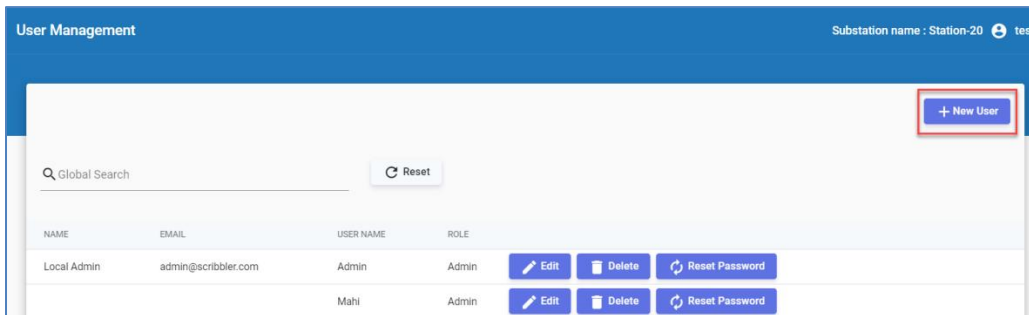 User Management
Substation name : Station-20
+ New User
Global Search
Reset
NAME EMAIL USER NAME ROLE
Local Admin admin@scribbler.com Admin Admin Edit Delete Reset Password
Mahi Admin Edit Delete Reset Password